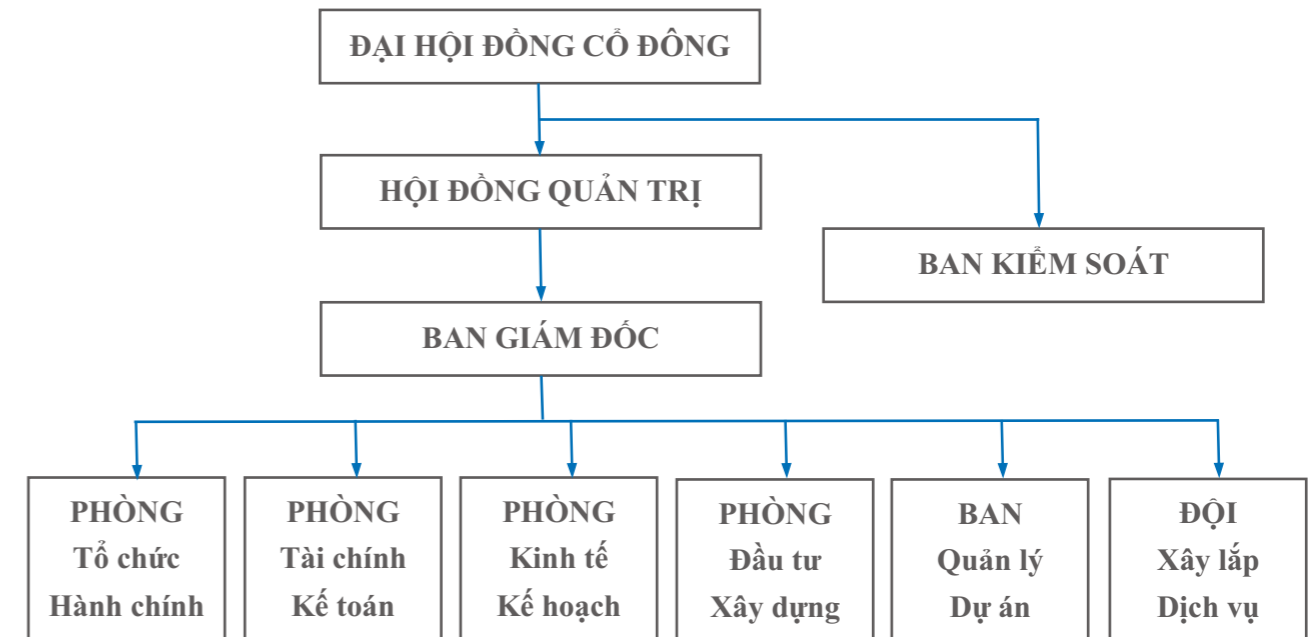 ĐẠI HỘI ĐỒNG CỔ ĐÔNG
HỘI ĐỒNG QUẢN TRỊ
BAN KIỂM SOÁT
BAN GIÁM ĐỐC
PHÒNG
Tổ chức
Hành chính
PHÒNG
Tài chính
Kế toán
PHÒNG
Kinh tế
Kế hoạch
PHÒNG
Đầu tư
Xây dựng
BAN
Quản lý
Dự án
ĐỘI
Xây lắp
Dịch vụ